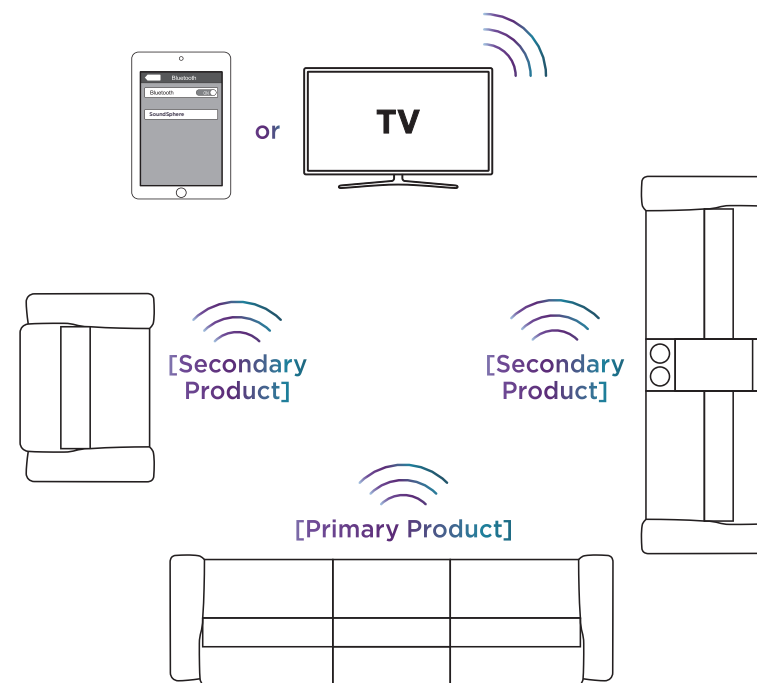 Bluetooth
Bluetooth
ON
SoundSphere
or
TV
[Secondary
Product]
[Secondary
Product]
[Primary Product]